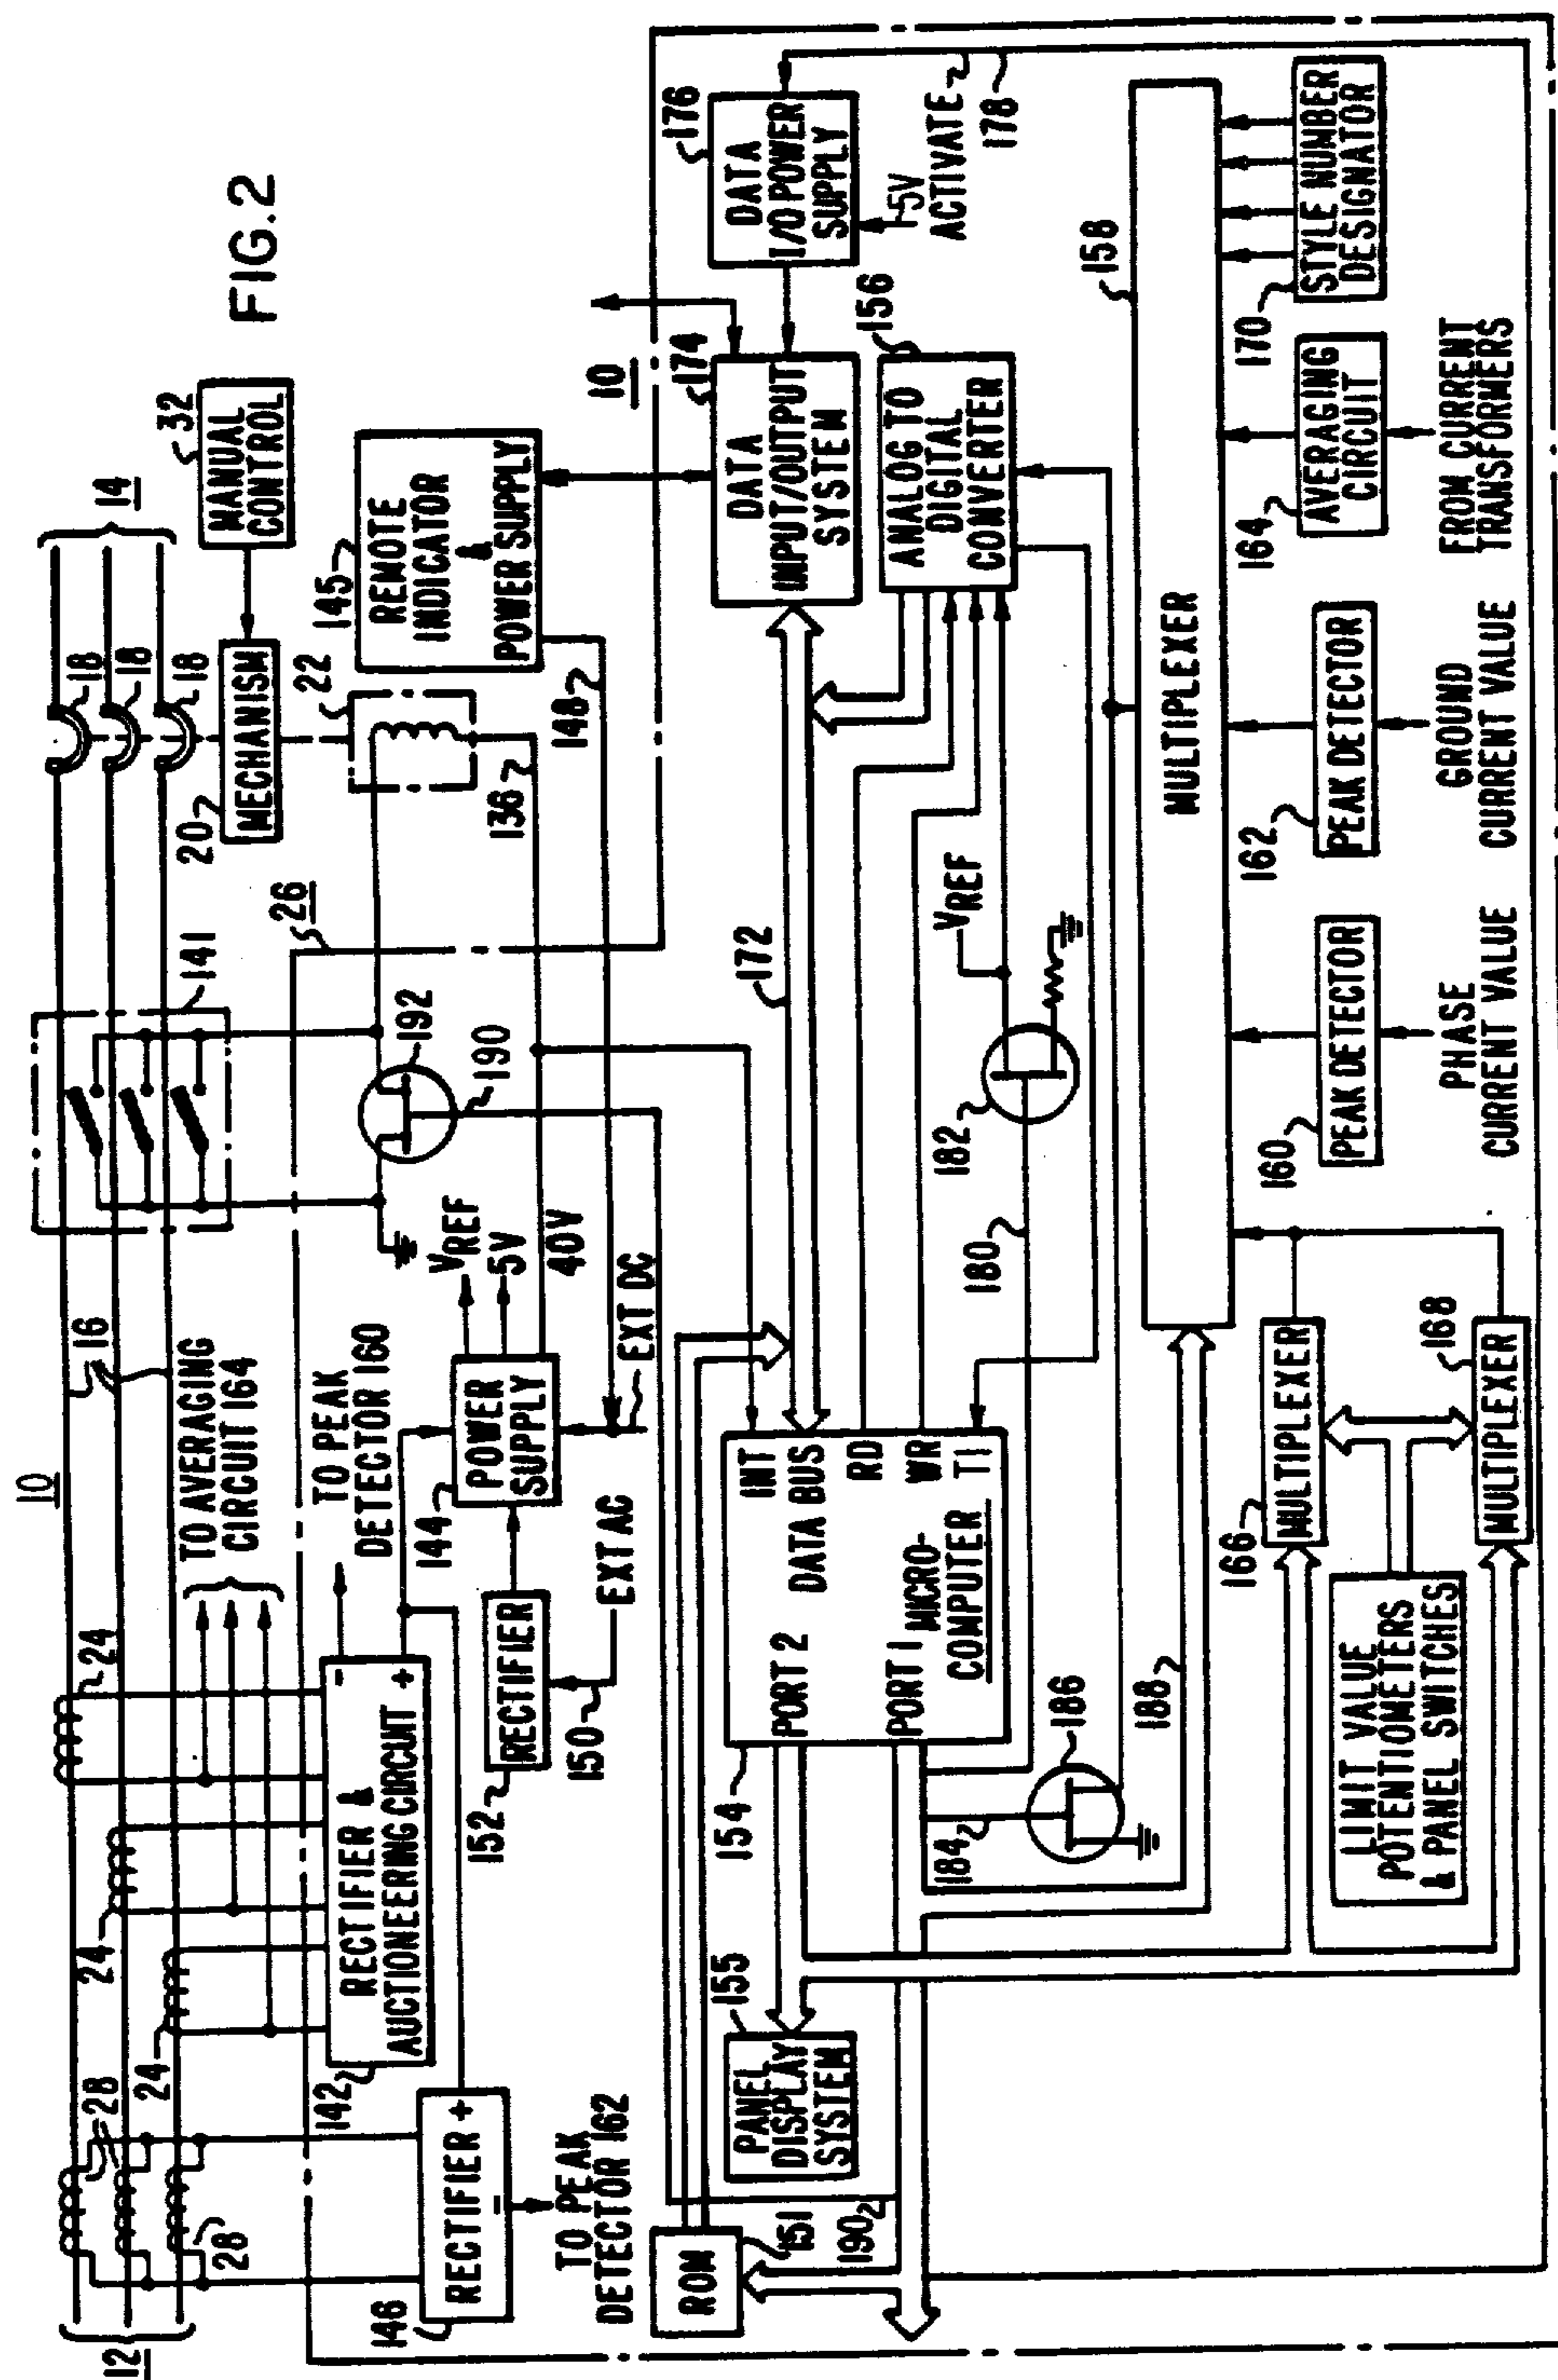 FIG.2
10
12
14
16
18
18
18
20
MECHANISM
22
32
MANUAL
CONTROL
24
24
24
28
28
26
141
TO AVERAGING
CIRCUIT 164
TO PEAK
DETECTOR 160
142
RECTIFIER &
AUCTIONEERING CIRCUIT
-
+
146
RECTIFIER +
-
TO PEAK
DETECTOR 162
144
POWER
SUPPLY
VREF
5V
40V
EXT DC
152
RECTIFIER
150
EXT AC
192
190
136
148
145
REMOTE
INDICATOR
&
POWER SUPPLY
10
151
ROM
190
155
PANEL
DISPLAY
SYSTEM
154
PORT 2
PORT 1
INT
DATA BUS
RD
WR
T1
MICRO-
COMPUTER
172
174
DATA
INPUT/OUTPUT
SYSTEM
176
DATA
I/O POWER
SUPPLY
+5V
ACTIVATE
178
156
ANALOG TO
DIGITAL
CONVERTER
VREF
182
180
184
186
188
158
MULTIPLEXER
166
MULTIPLEXER
168
MULTIPLEXER
LIMIT VALUE
POTENTIOMETERS
& PANEL SWITCHES
160
PEAK DETECTOR
PHASE
CURRENT VALUE
162
PEAK DETECTOR
GROUND
CURRENT VALUE
164
AVERAGING
CIRCUIT
FROM CURRENT
TRANSFORMERS
170
STYLE NUMBER
DESIGNATOR